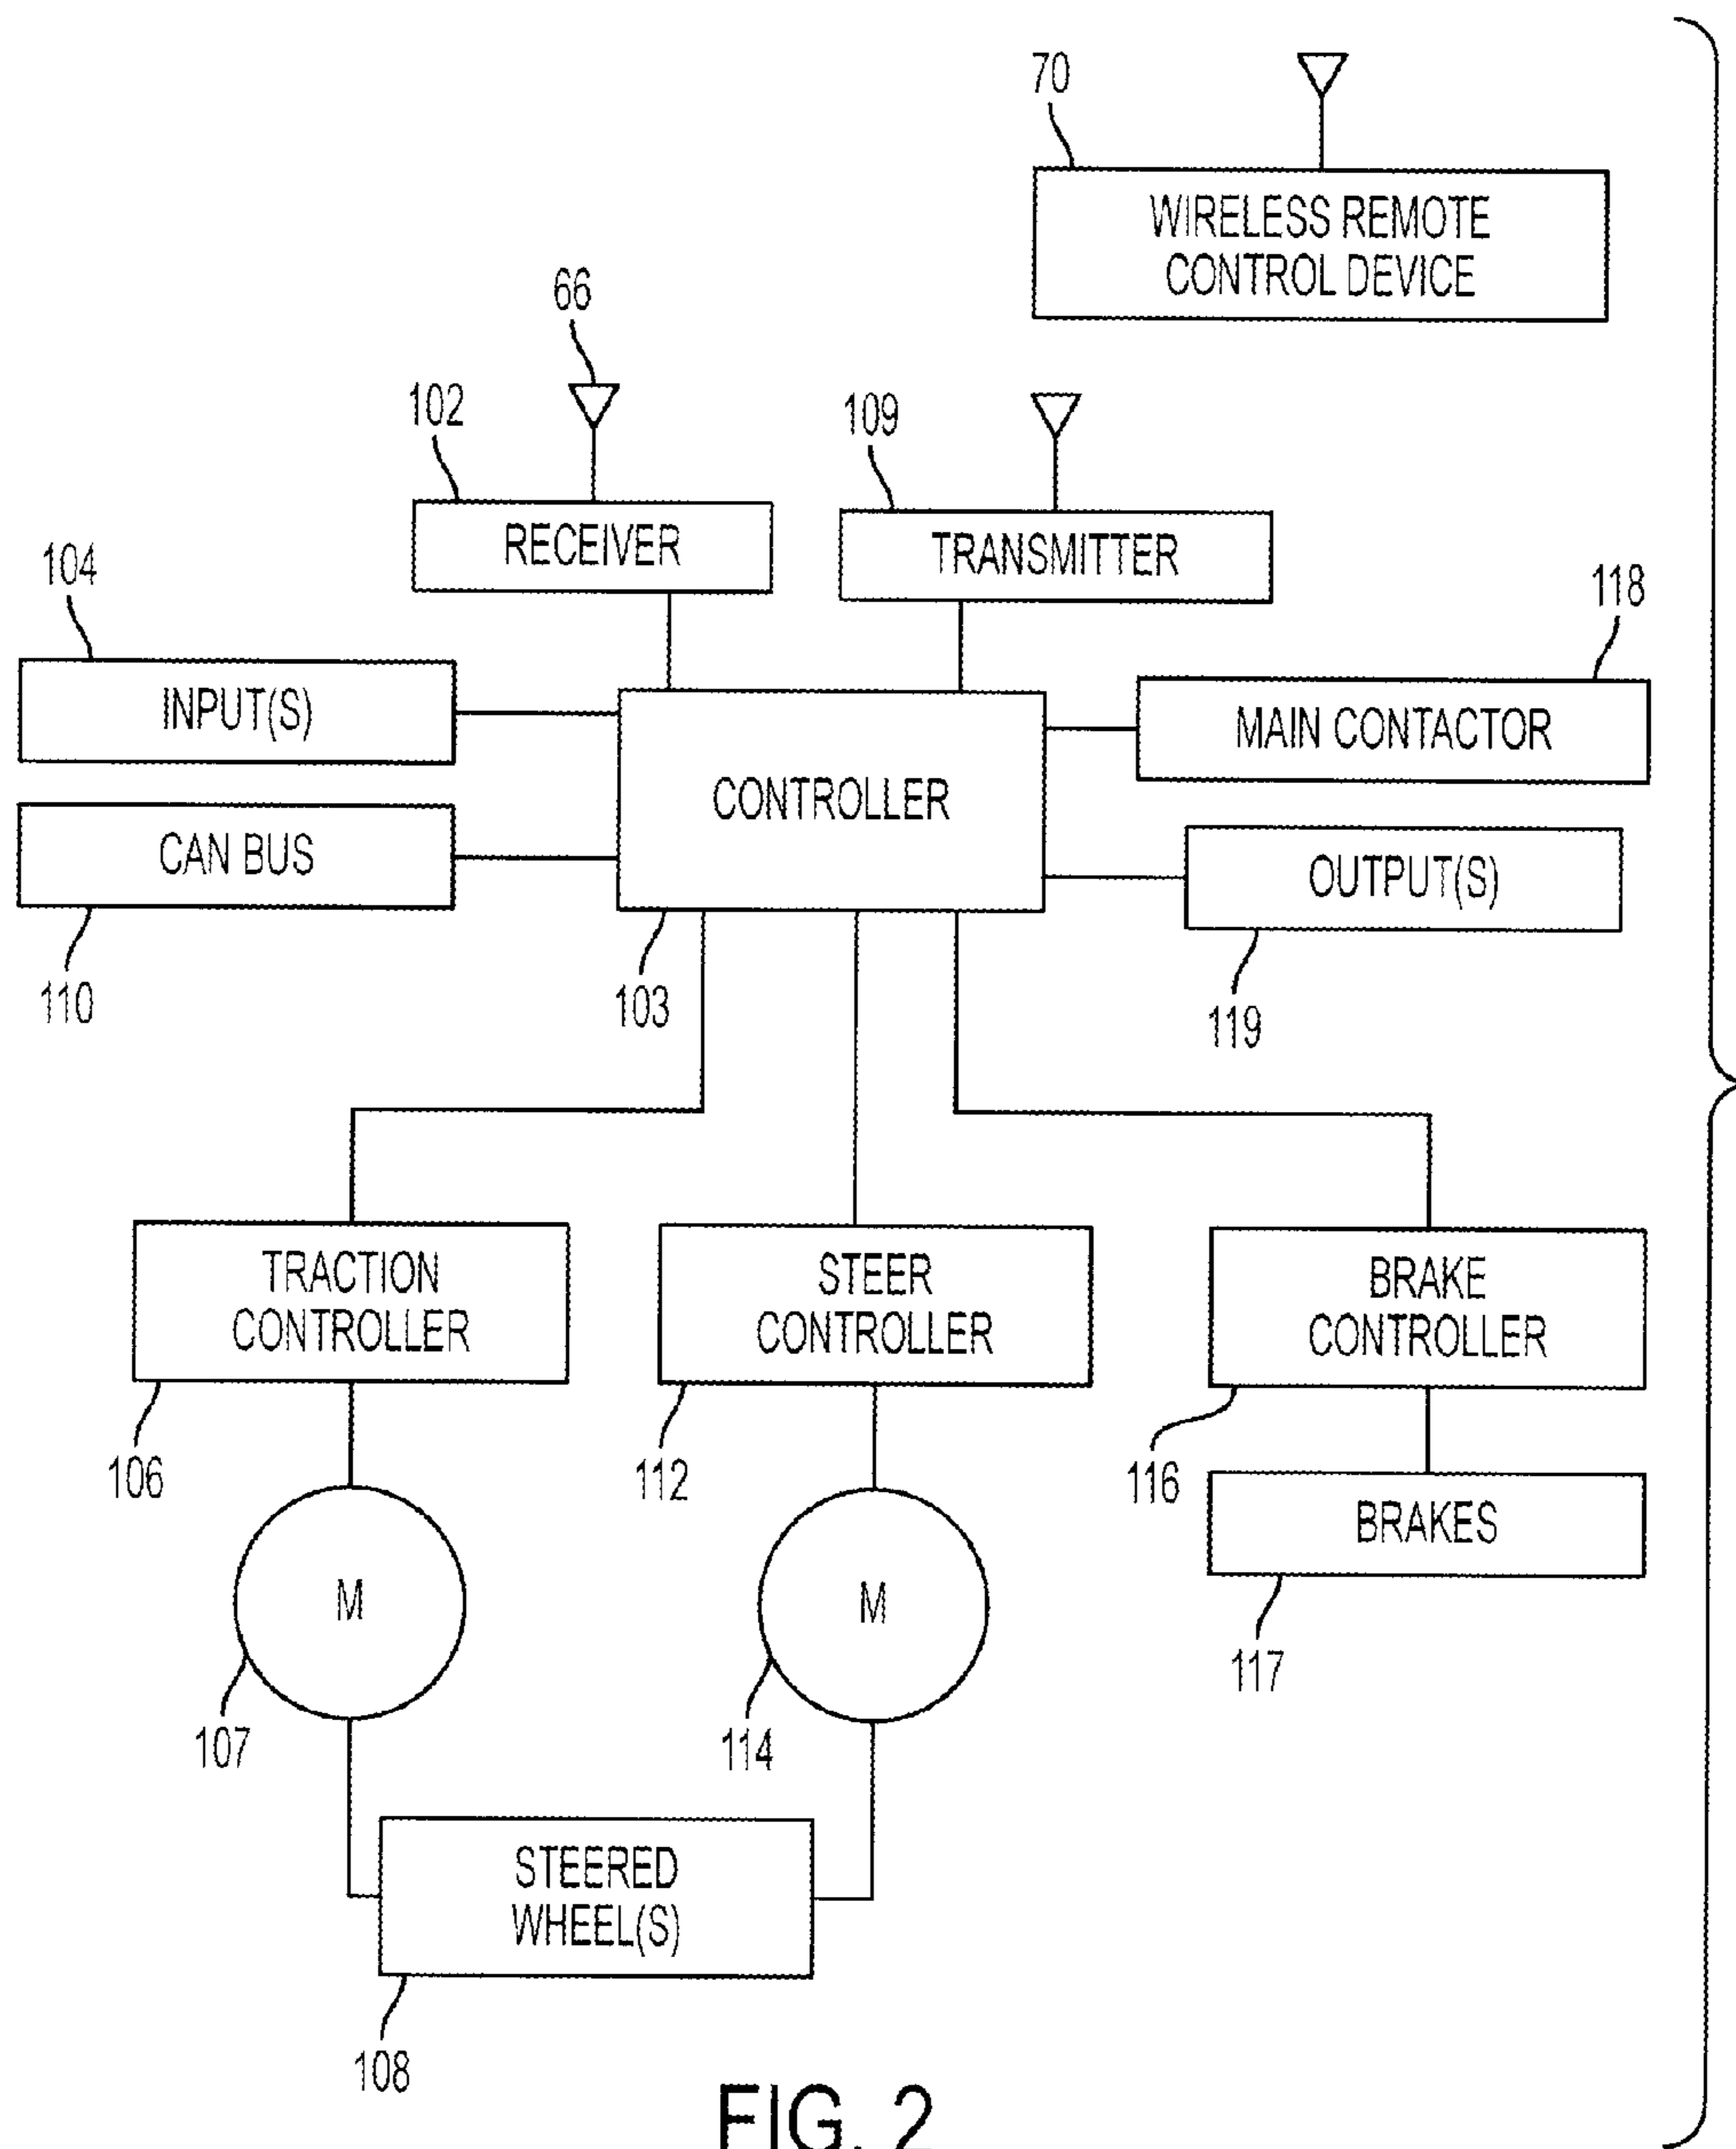 70
WIRELESS REMOTE
CONTROL DEVICE
66
102
109
RECEIVER
TRANSMITTER
104
118
INPUT(S)
MAIN CONTACTOR
CONTROLLER
CAN BUS
OUTPUT(S)
110
103
119
TRACTION
CONTROLLER
STEER
CONTROLLER
BRAKE
CONTROLLER
106
112
116
BRAKES
M
M
117
107
114
STEERED
WHEEL(S)
108
FIG. 2